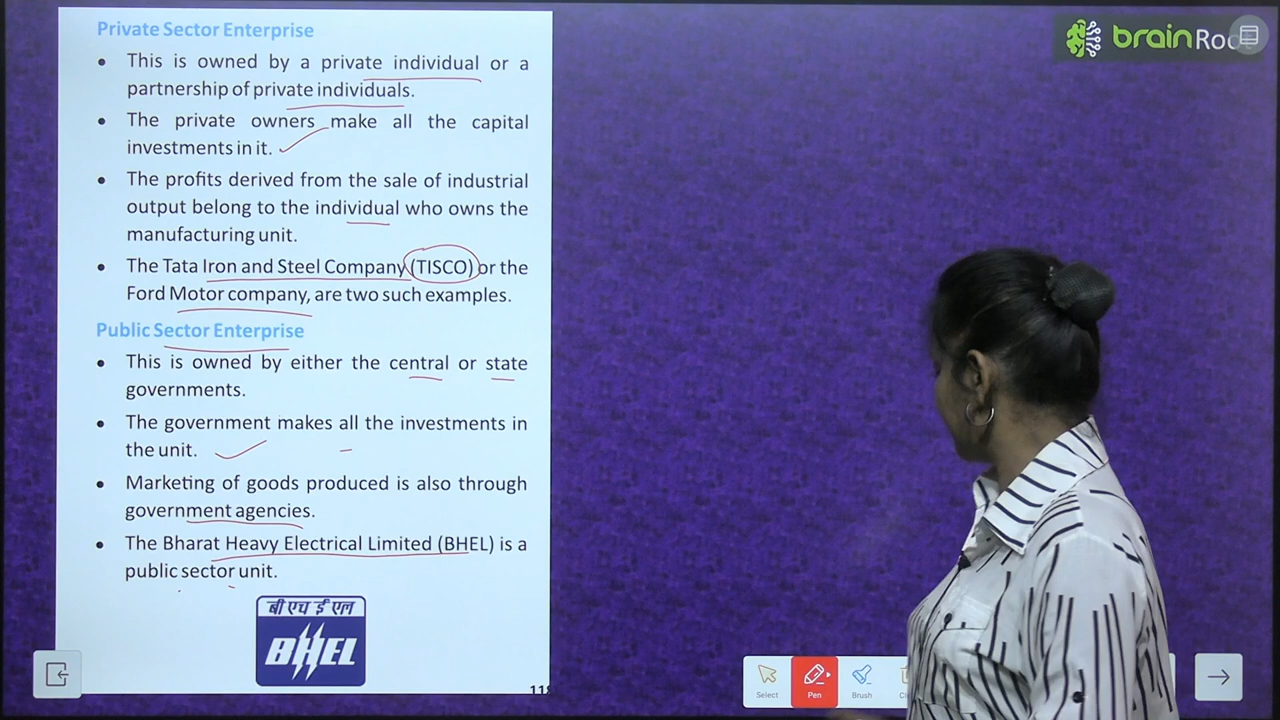 Private Sector Enterprise
• This is owned by a private individual or a
partnership of private individuals.
• The private owners make all the capital
investments in it.
• The profits derived from the sale of industrial
output belong to the individual who owns the
manufacturing unit.
• The Tata Iron and Steel Company (TISCO) or the
Ford Motor company, are two such examples.
Public Sector Enterprise
• This is owned by either the central or state
governments.
• The government makes all the investments in
the unit.
• Marketing of goods produced is also through
government agencies.
• The Bharat Heavy Electrical Limited (BHEL) is a
public sector unit.
बी एच ई एल
BHEL
brain
Select
Pen
Brush